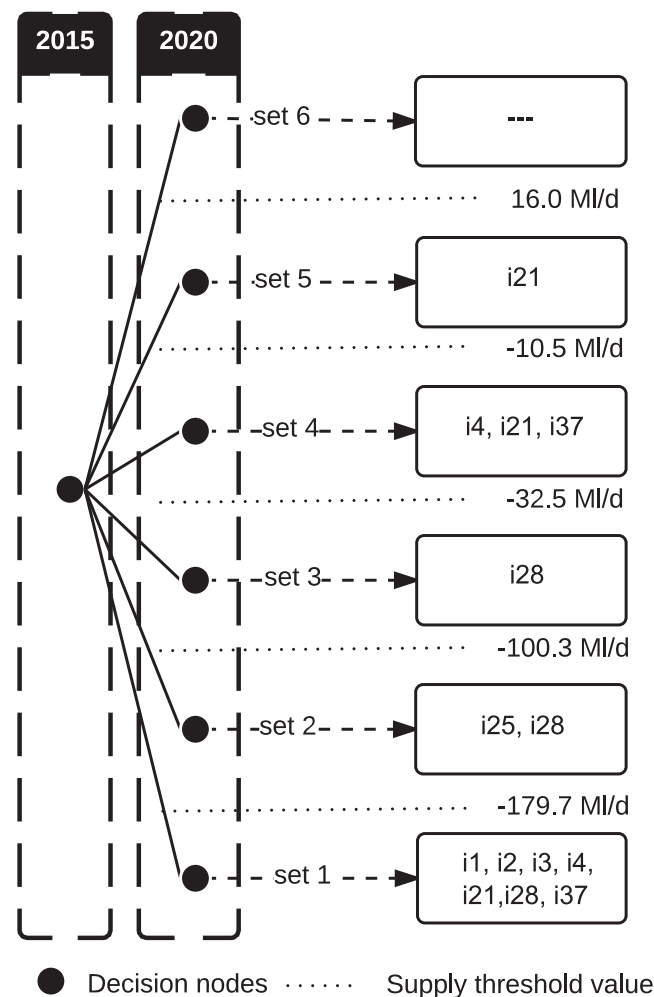 2015
2020
set 6
---
16.0 Ml/d
set 5
i21
-10.5 Ml/d
set 4
i4, i21, i37
-32.5 Ml/d
set 3
i28
-100.3 Ml/d
set 2
i25, i28
-179.7 Ml/d
set 1
i1, i2, i3, i4,
i21,i28, i37
Decision nodes
Supply threshold value